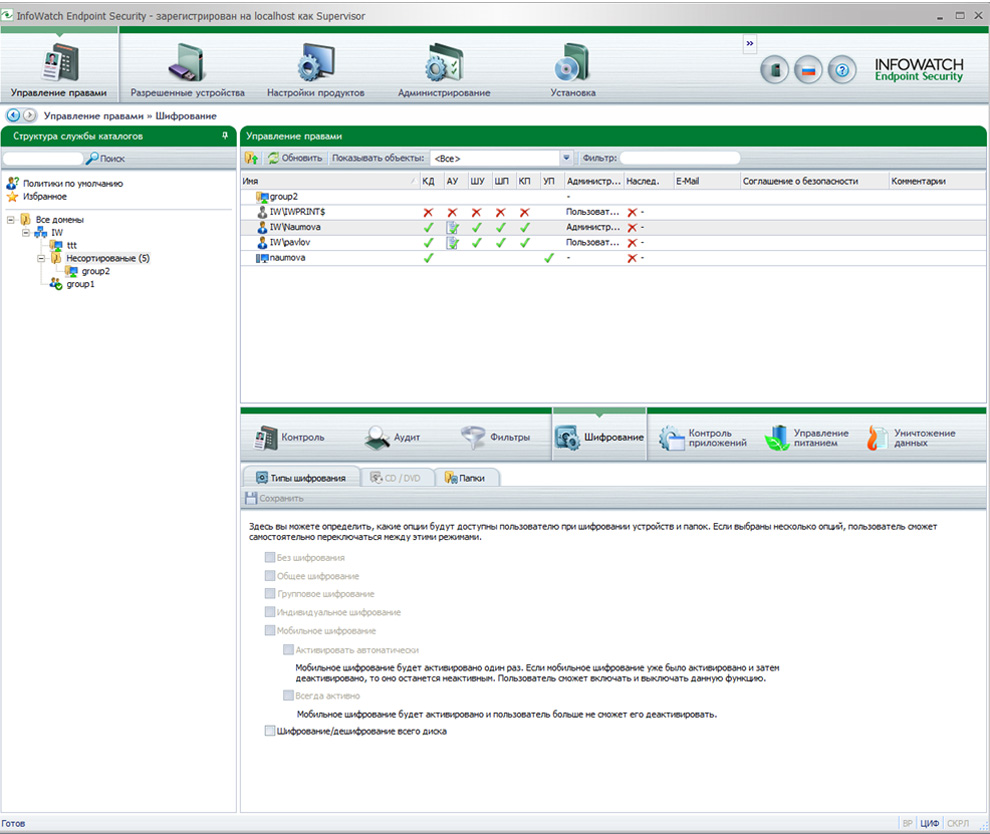 InfoWatch Endpoint Security - зарегистрирован на localhost как Supervisor
Управление правами
Разрешенные устройства
Настройки продуктов
Администрирование
Установка
»
INFOWATCH
Endpoint Security
Управление правами » Шифрование
Структура службы каталогов
Поиск
Политики по умолчанию
Избранное
Все домены
IW
ttt
Несортированые (5)
group2
group1
Управление правами
Обновить Показывать объекты: <Все> Фильтр:
Имя КД АУ ШУ ШП КП УП Администр... Наслед. E-Mail Соглашение о безопасности Комментарии
group2 -
IW\IWPRINT$ Пользоват... -
IW\Naumova Администр... -
IW\pavlov Пользоват... -
naumova - -
Контроль
Аудит
Фильтры
Шифрование
Контроль
приложений
Управление
питанием
Уничтожение
данных
Типы шифрования CD / DVD Папки
Сохранить
Здесь вы можете определить, какие опции будут доступны пользователю при шифровании устройств и папок. Если выбраны несколько опций, пользователь сможет
самостоятельно переключаться между этими режимами.
Без шифрования
Общее шифрование
Групповое шифрование
Индивидуальное шифрование
Мобильное шифрование
Активировать автоматически
Мобильное шифрование будет активировано один раз. Если мобильное шифрование уже было активировано и затем
деактивировано, то оно останется неактивным. Пользователь сможет включать и выключать данную функцию.
Всегда активно
Мобильное шифрование будет активировано и пользователь больше не сможет его деактивировать.
Шифрование/дешифрование всего диска
Готов
ВР ЦИФ СКРЛ